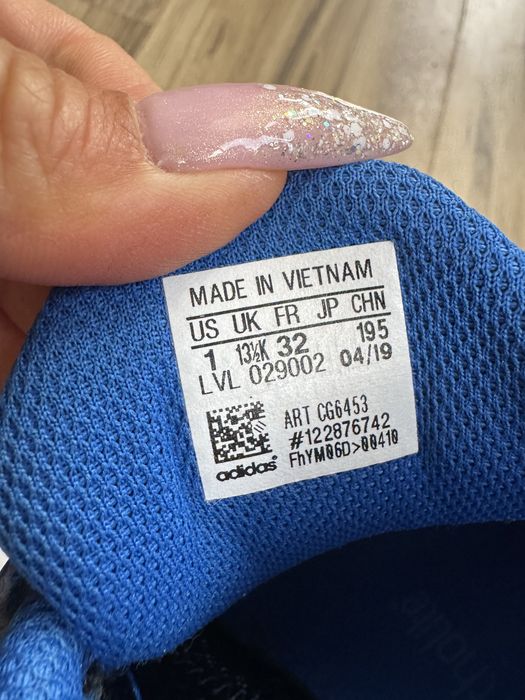 MADE IN VIETNAM
US UK FR JP CHN
1 13½K 32 195
LVL 029002 04/19
ART CG6453
#122876742
FhYM06D>00410
adidas